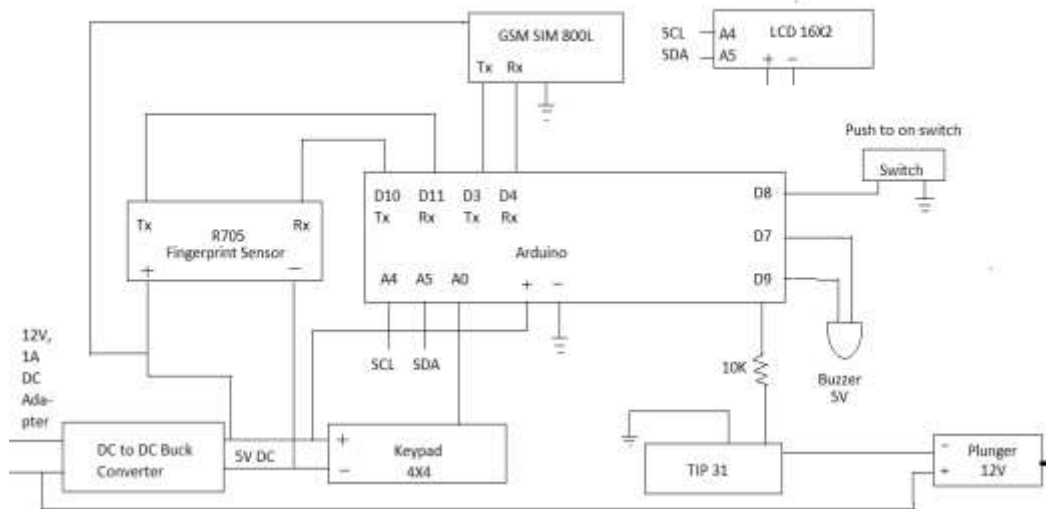 GSM SIM 800L
Tx Rx
SCL A4 LCD 16X2
SDA A5 + −
Push to on switch
Switch
D10 D11 D3 D4
Tx Rx Tx Rx
D8
D7
D9
Arduino
A4 A5 A0 + −
Tx Rx
R705
Fingerprint Sensor
+ −
SCL SDA
12V,
1A
DC
Ada-
pter
DC to DC Buck
Converter
5V DC
+ Keypad
− 4X4
10K
Buzzer
5V
TIP 31
- Plunger
+ 12V